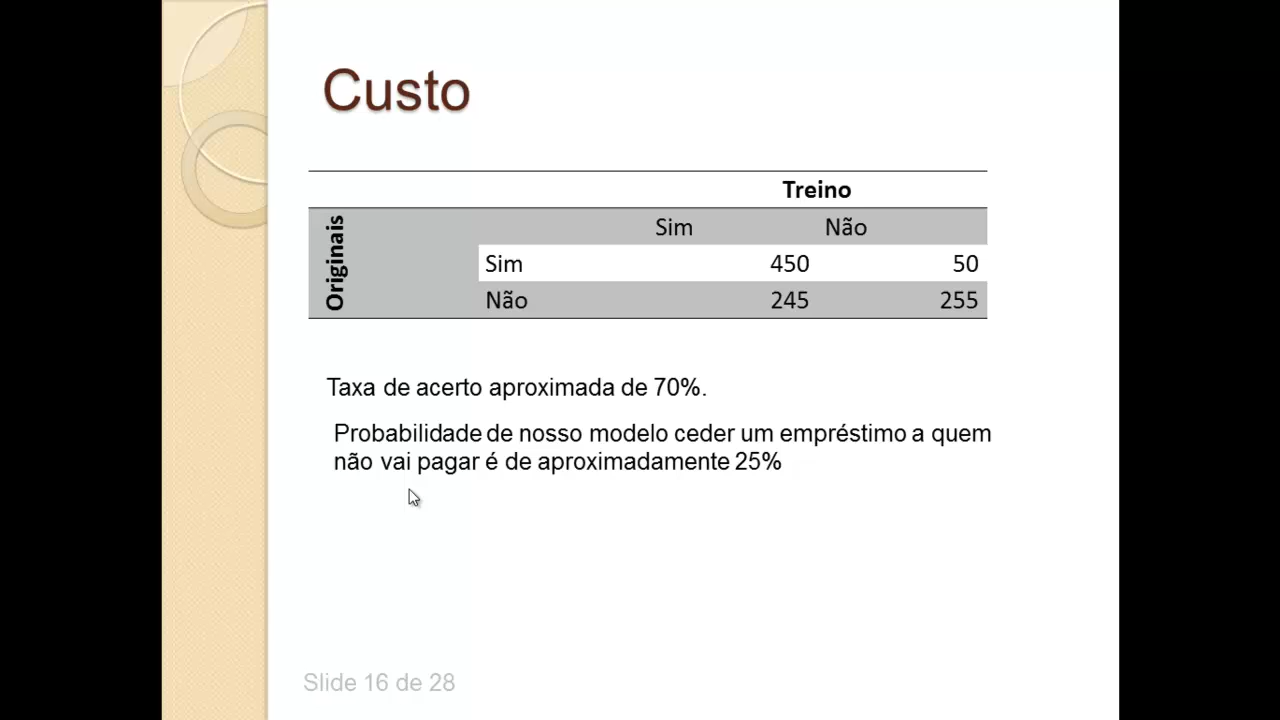 Custo
Treino
Originais
Sim Não
Sim 450 50
Não 245 255
Taxa de acerto aproximada de 70%.
Probabilidade de nosso modelo ceder um empréstimo a quem
não vai pagar é de aproximadamente 25%
Slide 16 de 28